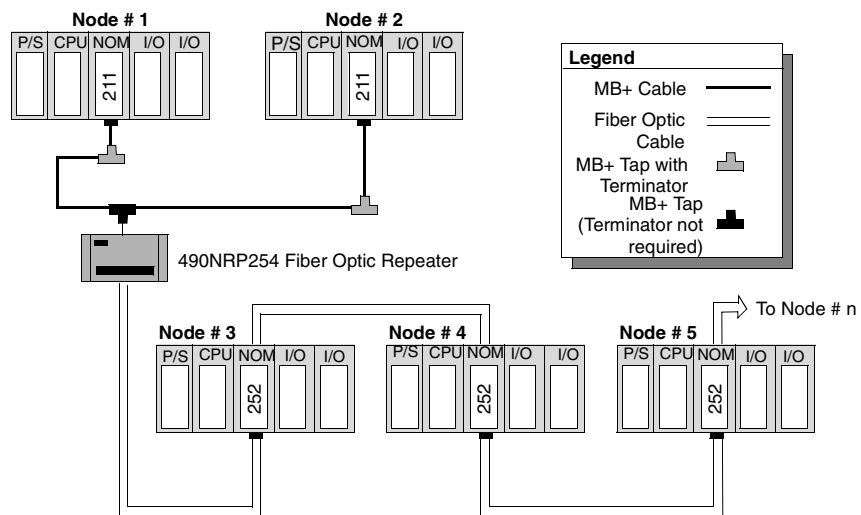 Node # 1
P/S CPU NOM I/O I/O
211
Node # 2
P/S CPU NOM I/O I/O
211
Legend
MB+ Cable
Fiber Optic
Cable
MB+ Tap with
Terminator
MB+ Tap
(Terminator not
required)
490NRP254 Fiber Optic Repeater
To Node # n
Node # 3
P/S CPU NOM I/O I/O
252
Node # 4
P/S CPU NOM I/O I/O
252
Node # 5
P/S CPU NOM I/O I/O
252